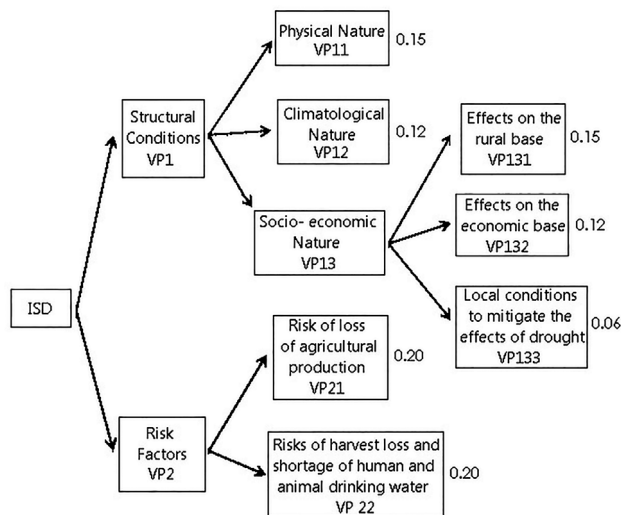 Physical Nature
VP11
0.15
Structural
Conditions
VP1
Climatological
Nature
VP12
0.12
Effects on the
rural base
VP131
0.15
Socio- economic
Nature
VP13
Effects on the
economic base
VP132
0.12
ISD
Local conditions
to mitigate the
effects of drought
VP133
0.06
Risk of loss
of agricultural
production
VP21
0.20
Risk
Factors
VP2
Risks of harvest loss and
shortage of human and
animal drinking water
VP 22
0.20